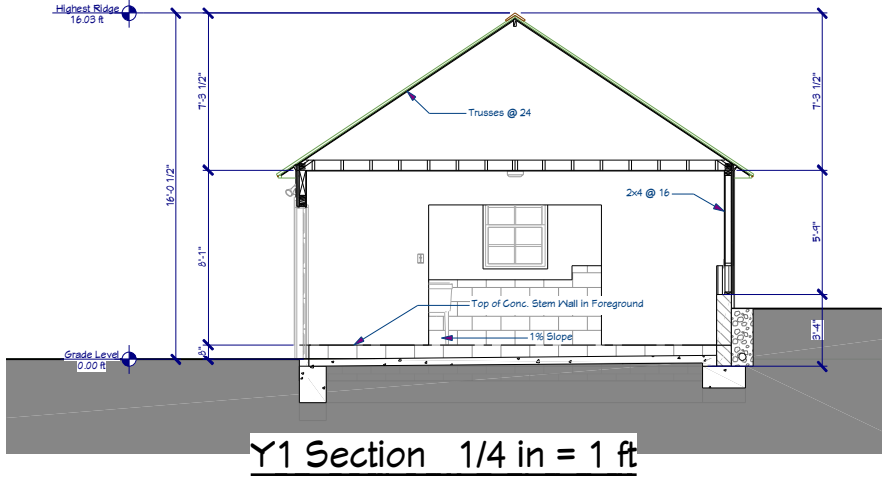 Highest Ridge
16.03 ft
7'-3 1/2"
7'-3 1/2"
Trusses @ 24
16'-0 1/2"
2x4 @ 16
8'-1"
5'-9"
Top of Conc. Stem Wall in Foreground
1% Slope
3'-4"
Grade Level
0.00 ft
8"
Y1 Section 1/4 in = 1 ft